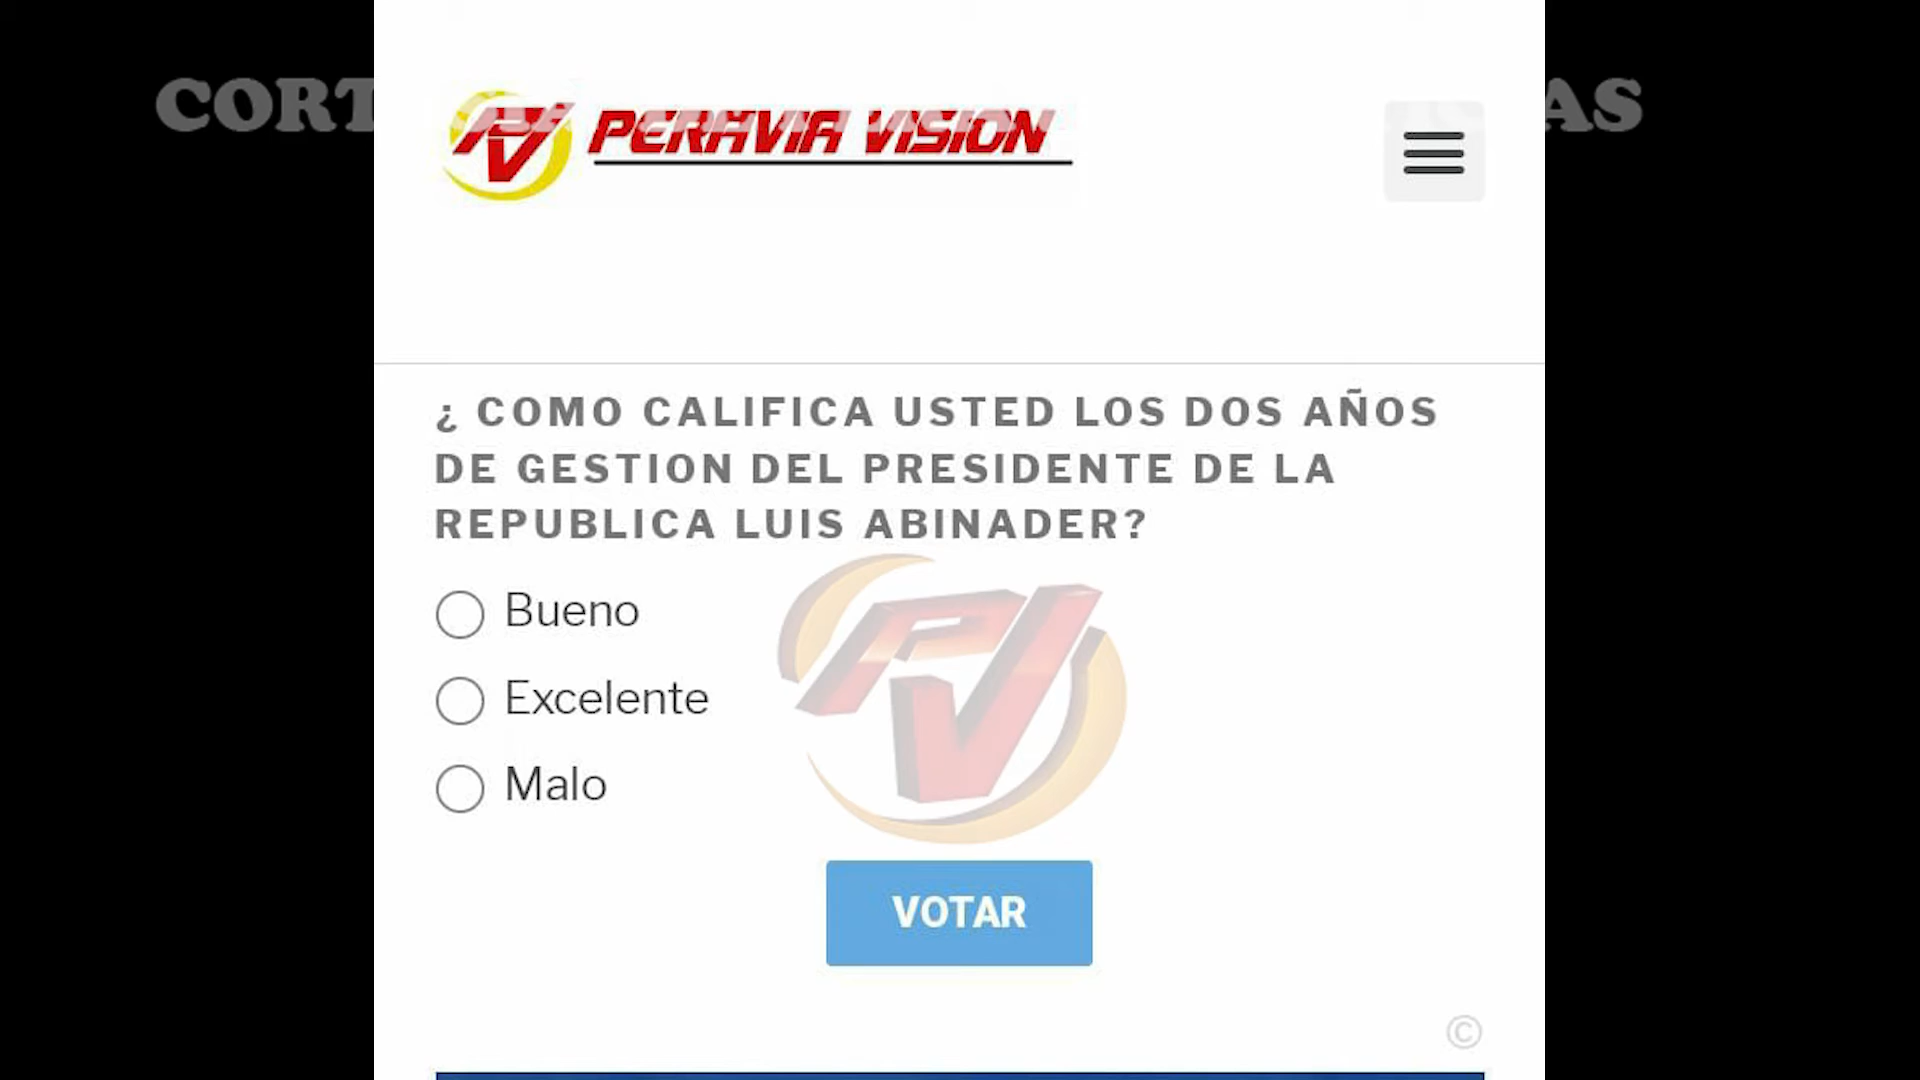 PERAVIA VISION
¿ COMO CALIFICA USTED LOS DOS AÑOS
DE GESTION DEL PRESIDENTE DE LA
REPUBLICA LUIS ABINADER?
Bueno
Excelente
Malo
PV
VOTAR
©